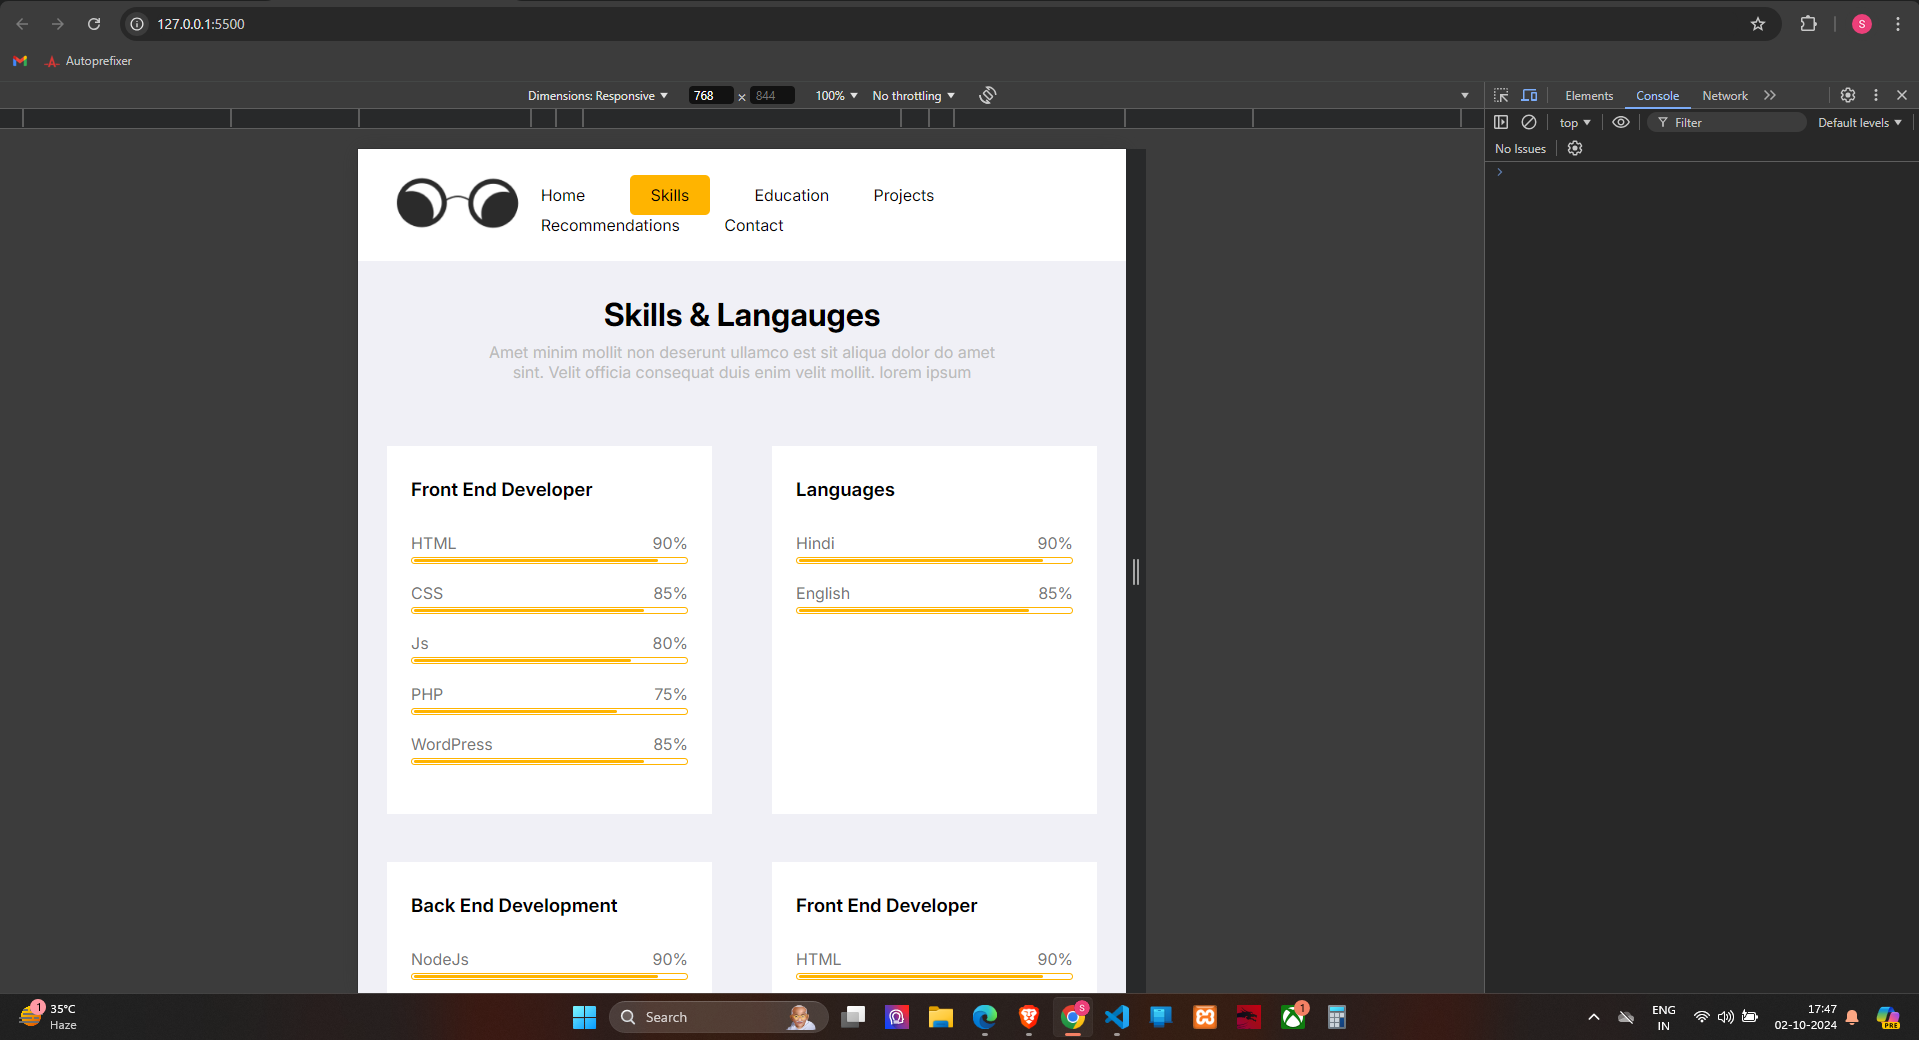 127.0.0.1:5500
S
Autoprefixer
Dimensions: Responsive 768 × 844 100% No throttling
Elements Console Network
top Filter Default levels
No Issues
Home Skills Education Projects
Recommendations Contact
Skills & Langauges
Amet minim mollit non deserunt ullamco est sit aliqua dolor do amet
sint. Velit officia consequat duis enim velit mollit. lorem ipsum
Front End Developer
HTML 90%
CSS 85%
Js 80%
PHP 75%
WordPress 85%
Languages
Hindi 90%
English 85%
Back End Development
NodeJs 90%
Front End Developer
HTML 90%
1
35°C
Haze
Search
S
1
ENG
IN
17:47
02-10-2024
PRE